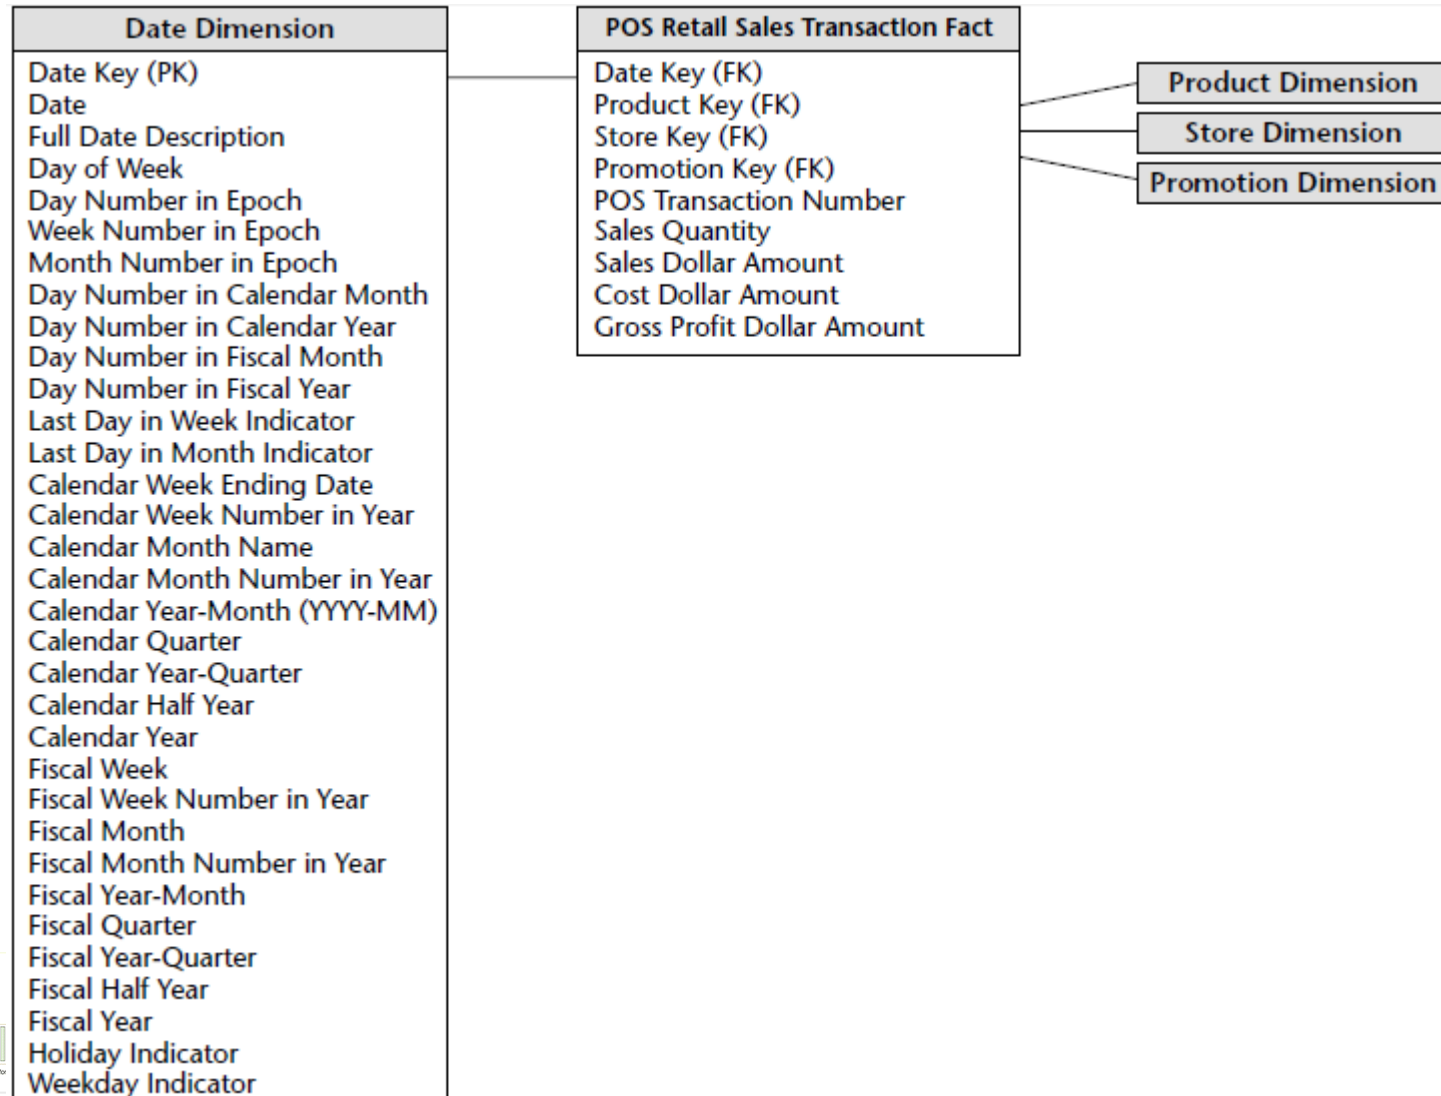 Date Dimension
Date Key (PK)
Date
Full Date Description
Day of Week
Day Number in Epoch
Week Number in Epoch
Month Number in Epoch
Day Number in Calendar Month
Day Number in Calendar Year
Day Number in Fiscal Month
Day Number in Fiscal Year
Last Day in Week Indicator
Last Day in Month Indicator
Calendar Week Ending Date
Calendar Week Number in Year
Calendar Month Name
Calendar Month Number in Year
Calendar Year-Month (YYYY-MM)
Calendar Quarter
Calendar Year-Quarter
Calendar Half Year
Calendar Year
Fiscal Week
Fiscal Week Number in Year
Fiscal Month
Fiscal Month Number in Year
Fiscal Year-Month
Fiscal Quarter
Fiscal Year-Quarter
Fiscal Half Year
Fiscal Year
Holiday Indicator
Weekday Indicator
POS Retail Sales Transaction Fact
Date Key (FK)
Product Key (FK)
Store Key (FK)
Promotion Key (FK)
POS Transaction Number
Sales Quantity
Sales Dollar Amount
Cost Dollar Amount
Gross Profit Dollar Amount
Product Dimension
Store Dimension
Promotion Dimension